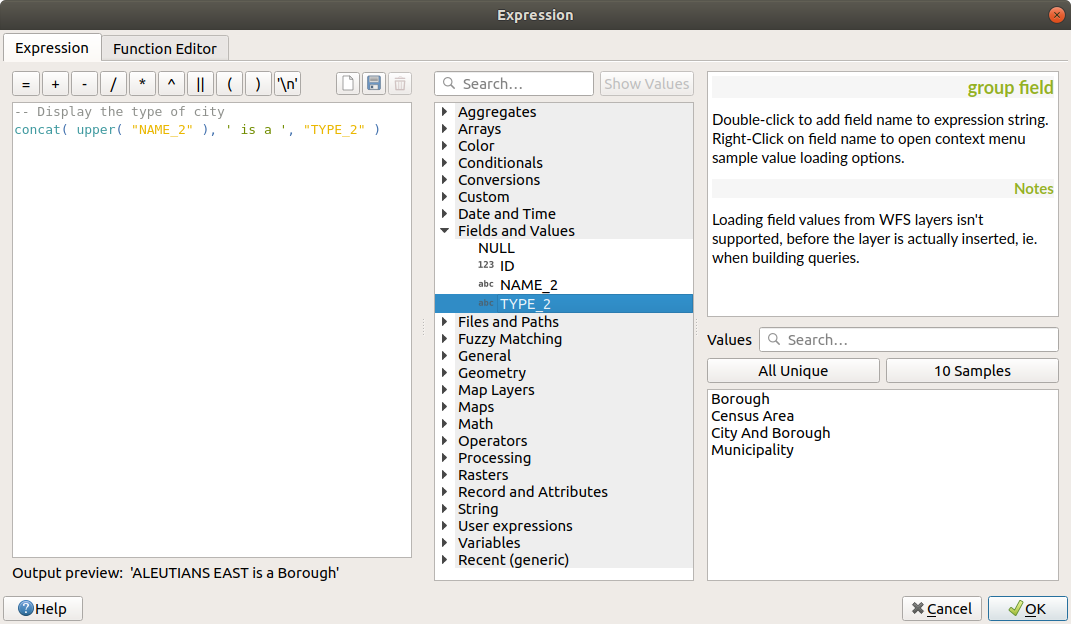 Expression
Expression
Function Editor
= + - / * ^ || ( ) '\n'
-- Display the type of city
concat( upper( "NAME_2" ), ' is a ', "TYPE_2" )
Output preview: 'ALEUTIANS EAST is a Borough'
Search...
Show Values
Aggregates
Arrays
Color
Conditionals
Conversions
Custom
Date and Time
Fields and Values
NULL
123 ID
abc NAME_2
abc TYPE_2
Files and Paths
Fuzzy Matching
General
Geometry
Map Layers
Maps
Math
Operators
Processing
Rasters
Record and Attributes
String
User expressions
Variables
Recent (generic)
group field
Double-click to add field name to expression string.
Right-Click on field name to open context menu
sample value loading options.
Notes
Loading field values from WFS layers isn't
supported, before the layer is actually inserted, ie.
when building queries.
Values
Search...
All Unique
10 Samples
Borough
Census Area
City And Borough
Municipality
Help
Cancel
OK